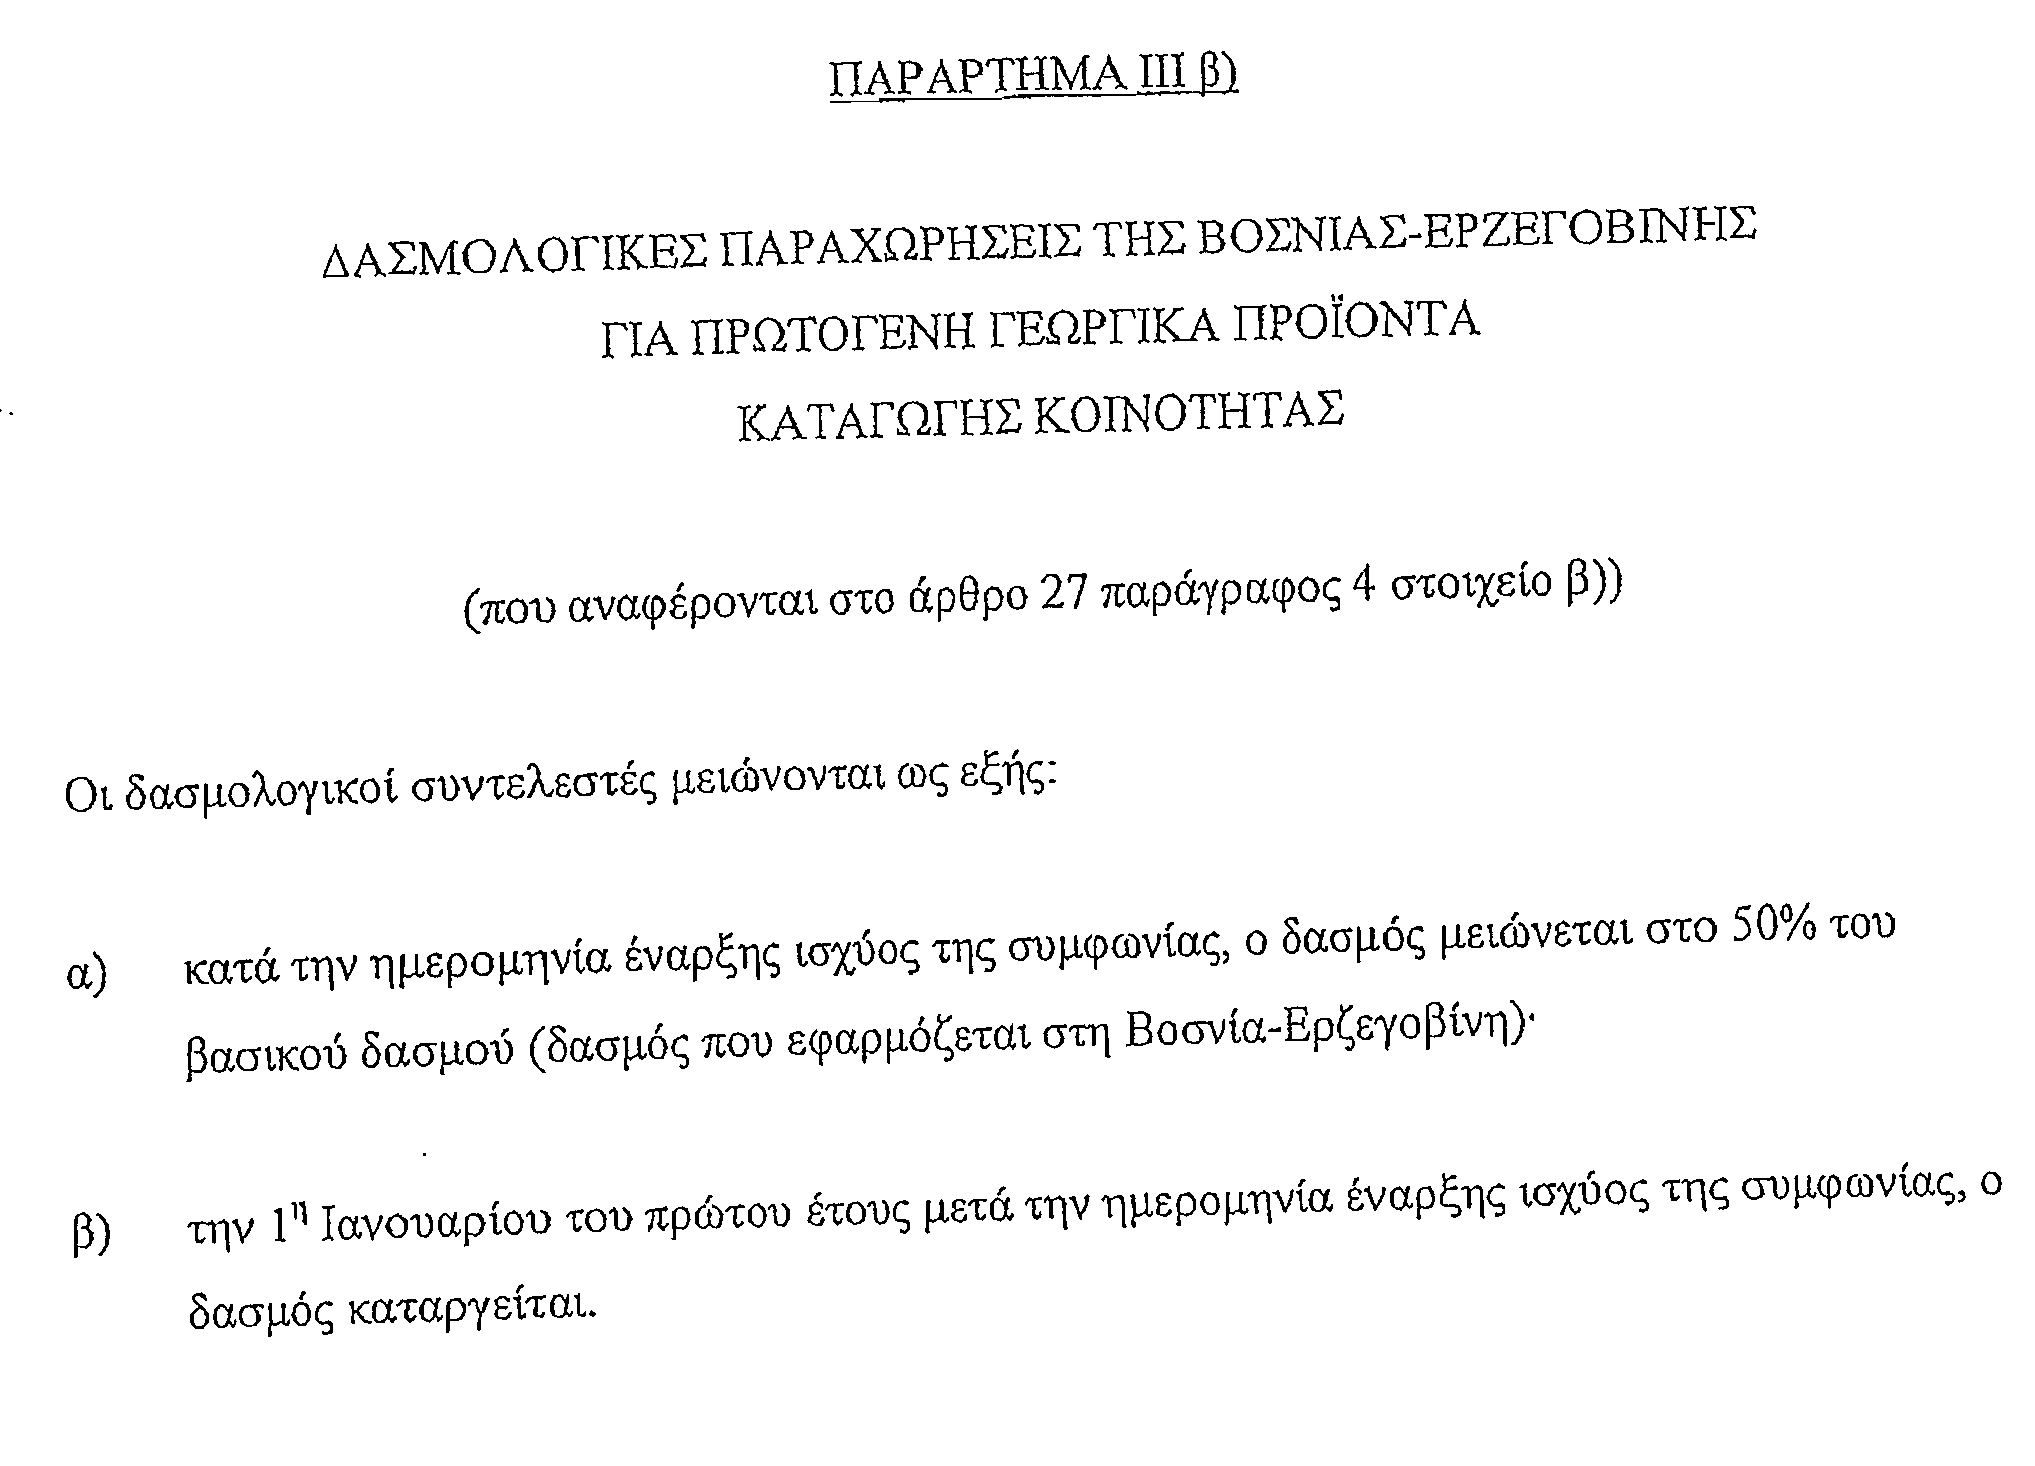 ΠΑΡΑΡΤΗΜΑ ΙΙΙ β)
ΔΑΣΜΟΛΟΓΙΚΕΣ ΠΑΡΑΧΩΡΗΣΕΙΣ ΤΗΣ ΒΟΣΝΙΑΣ-ΕΡΖΕΓΟΒΙΝΗΣ
ΓΙΑ ΠΡΩΤΟΓΕΝΗ ΓΕΩΡΓΙΚΑ ΠΡΟΪΟΝΤΑ
ΚΑΤΑΓΩΓΗΣ ΚΟΙΝΟΤΗΤΑΣ
(που αναφέρονται στο άρθρο 27 παράγραφος 4 στοιχείο β))
Οι δασμολογικοί συντελεστές μειώνονται ως εξής:
α) κατά την ημερομηνία έναρξης ισχύος της συμφωνίας, ο δασμός μειώνεται στο 50% του
βασικού δασμού (δασμός που εφαρμόζεται στη Βοσνία-Ερζεγοβίνη)·
β) την 1η Ιανουαρίου του πρώτου έτους μετά την ημερομηνία έναρξης ισχύος της συμφωνίας, ο
δασμός καταργείται.